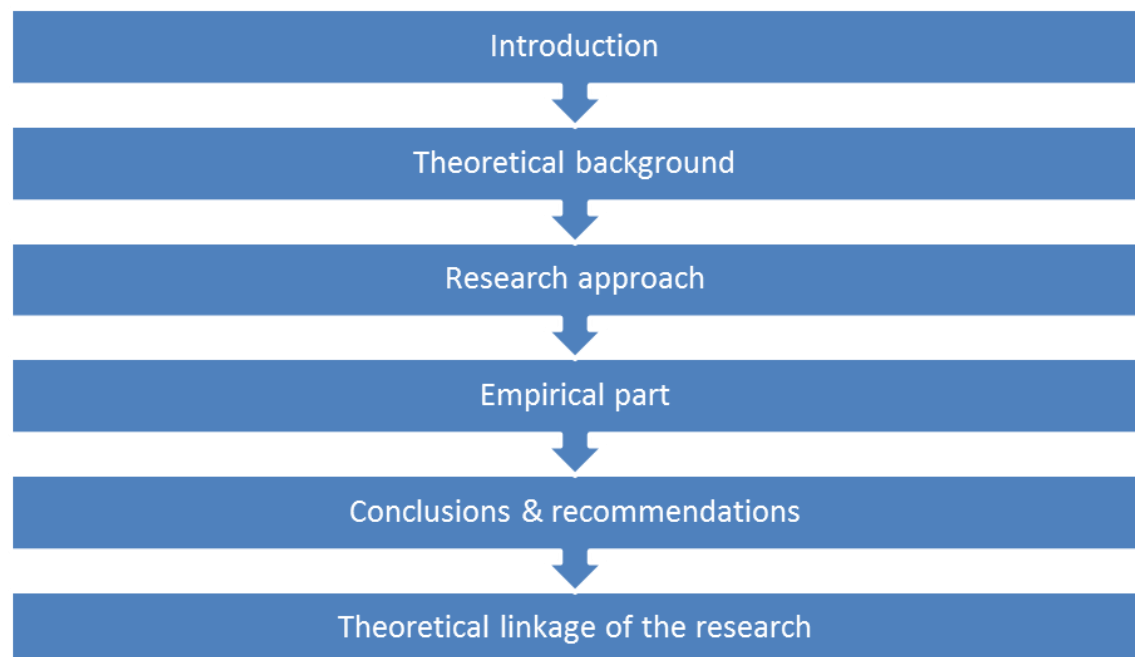 Introduction
Theoretical background
Research approach
Empirical part
Conclusions & recommendations
Theoretical linkage of the research